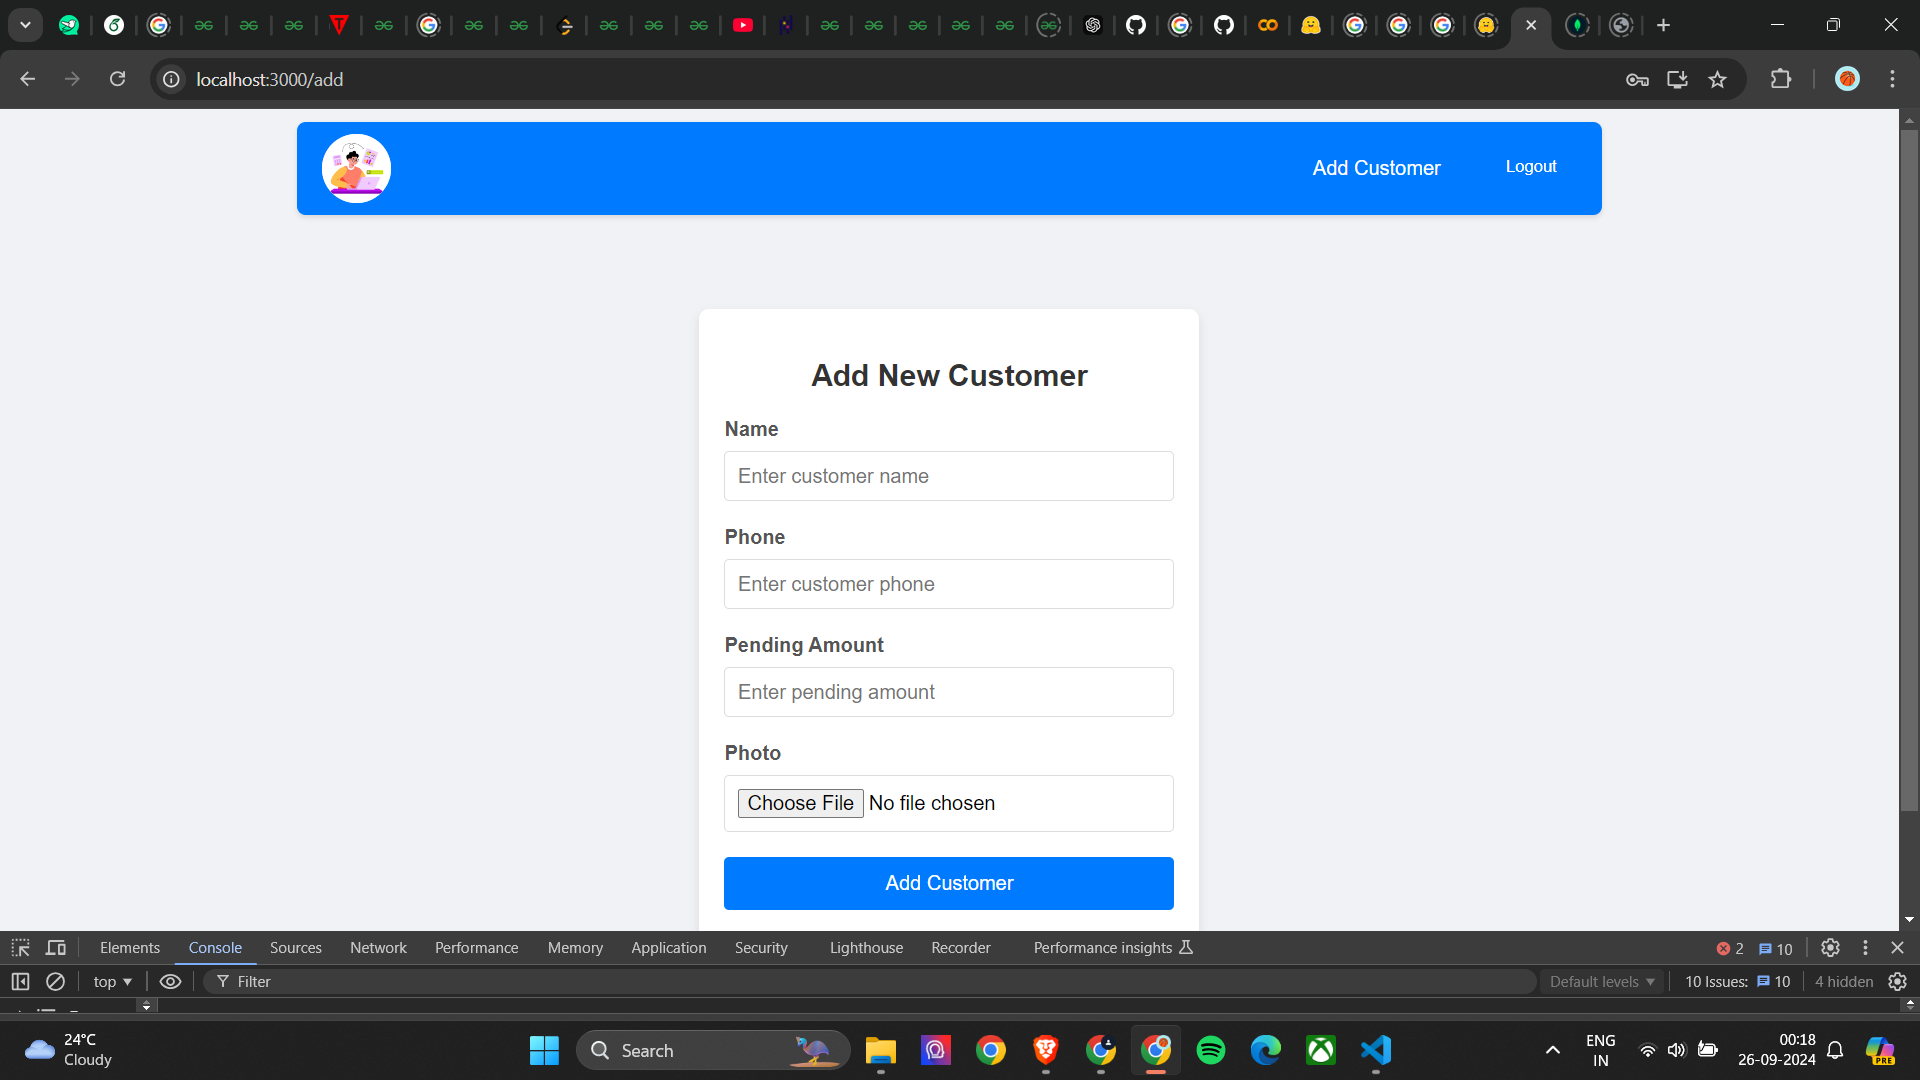 localhost:3000/add
Add Customer
Logout
Add New Customer
Name
Enter customer name
Phone
Enter customer phone
Pending Amount
Enter pending amount
Photo
Choose File No file chosen
Add Customer
Elements Console Sources Network Performance Memory Application Security Lighthouse Recorder Performance insights 2 10
top Filter Default levels 10 Issues: 10 4 hidden
24°C
Cloudy
Search
ENG
IN
00:18
26-09-2024
PRE